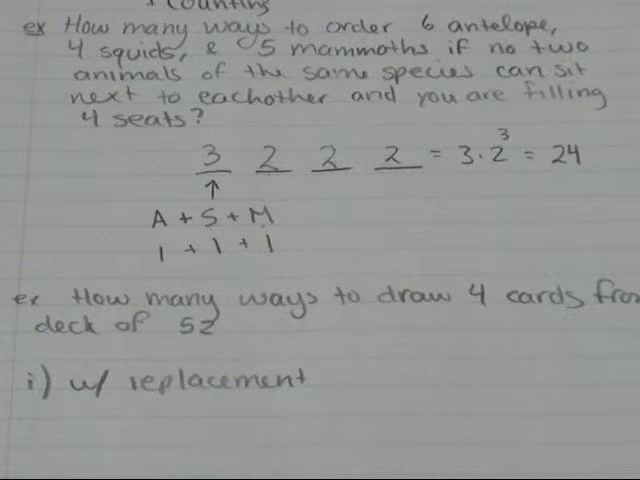 Counting
ex How many ways to order 6 antelope,
4 squids, & 5 mammoths if no two
animals of the same species can sit
next to eachother and you are filling
4 seats?
3 2 2 2 = 3·2³ = 24
↑
A + S + M
1 + 1 + 1
ex How many ways to draw 4 cards from
deck of 52
i) w/ replacement